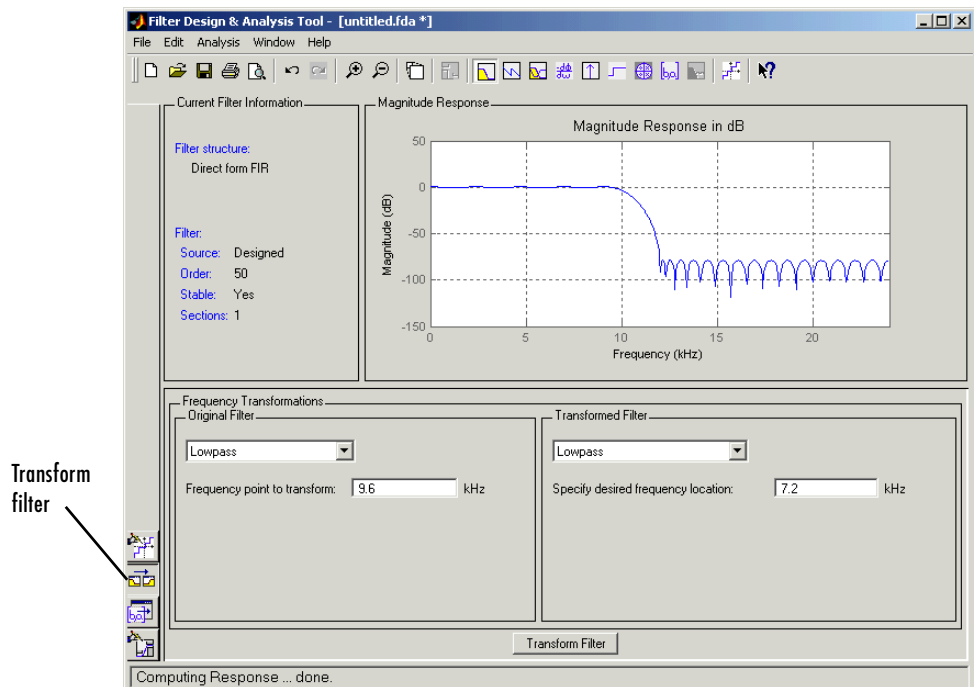 Filter Design & Analysis Tool - [untitled.fda *]
File Edit Analysis Window Help
Current Filter Information
Filter structure:
Direct form FIR
Filter:
Source: Designed
Order: 50
Stable: Yes
Sections: 1
Magnitude Response
Magnitude Response in dB
Magnitude (dB)
50
0
-50
-100
-150
0 5 10 15 20
Frequency (kHz)
Frequency Transformations
Original Filter
Lowpass
Frequency point to transform: 9.6 kHz
Transformed Filter
Lowpass
Specify desired frequency location: 7.2 kHz
Transform
filter
Transform Filter
Computing Response ... done.